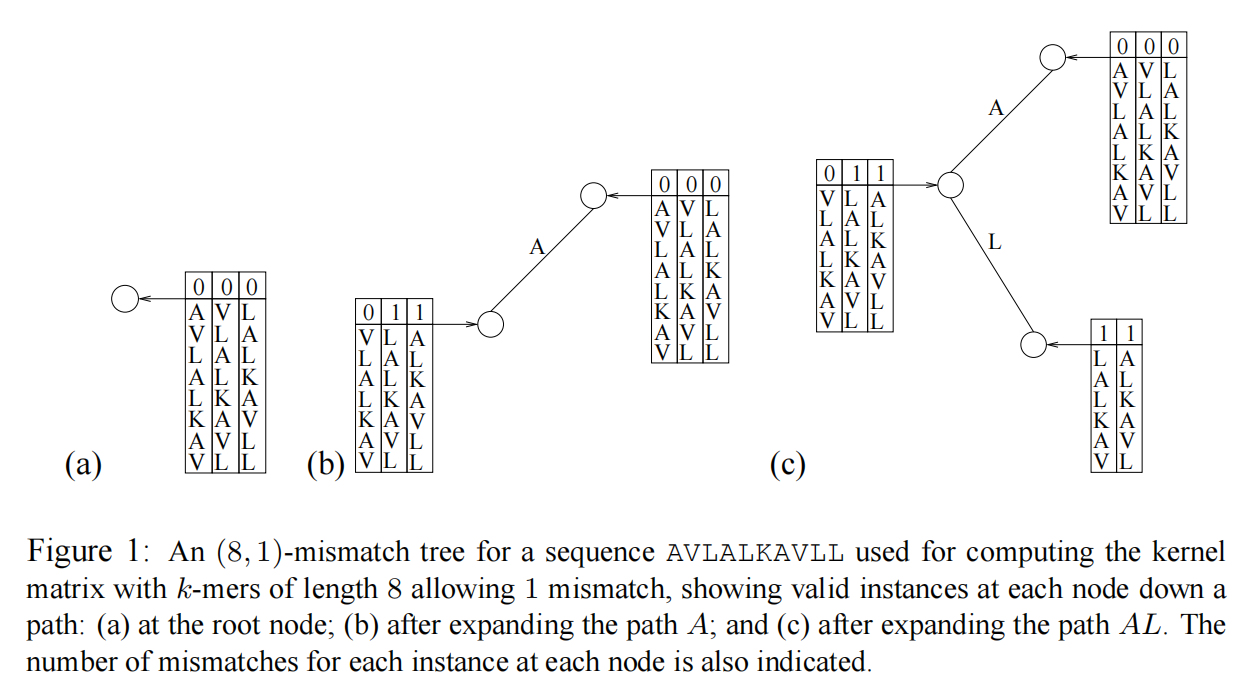 0 0 0
A V L
V L A
L A L
A L K
L K A
K A V
A V L
V L L
(a)
A
0 0 0
A V L
V L A
L A L
A L K
L K A
K A V
A V L
V L L
0 1 1
V L A
L A L
A L K
L K A
K A V
A V L
V L L
(b)
0 0 0
A V L
V L A
L A L
A L K
L K A
K A V
A V L
V L L
A
0 1 1
V L A
L A L
A L K
L K A
K A V
A V L
V L L
L
1 1
L A
A L
L K
K A
A V
V L
(c)
Figure 1: An (8, 1)-mismatch tree for a sequence AVLALKAVLL used for computing the kernel
matrix with k-mers of length 8 allowing 1 mismatch, showing valid instances at each node down a
path: (a) at the root node; (b) after expanding the path A; and (c) after expanding the path AL. The
number of mismatches for each instance at each node is also indicated.